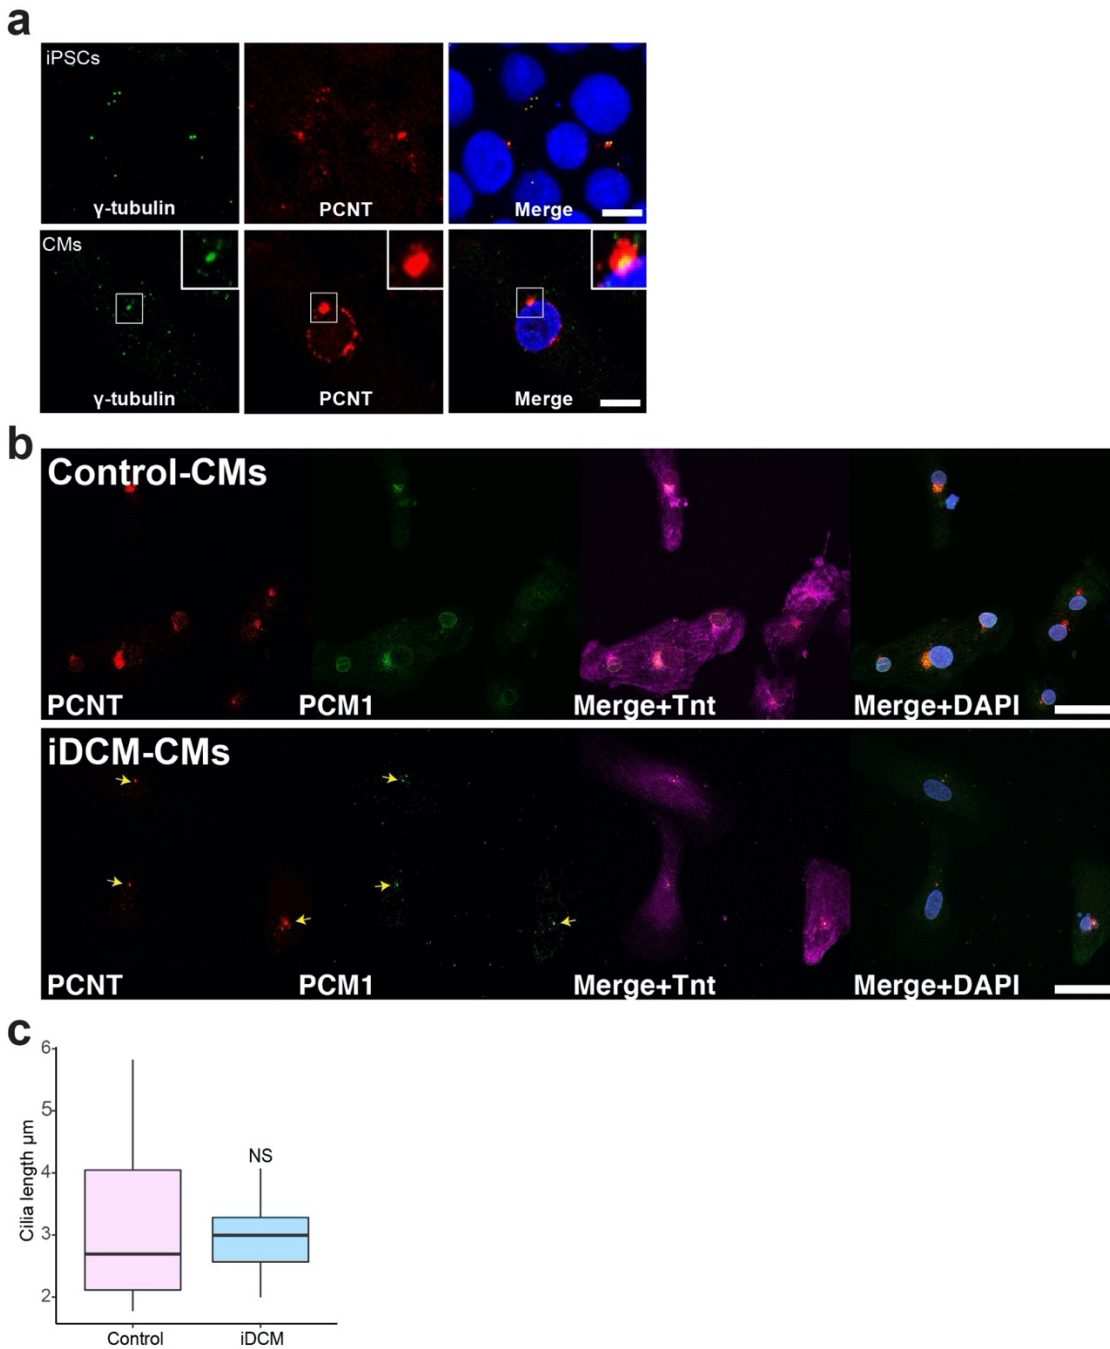 a
iPSCs
γ-tubulin PCNT Merge
CMs
γ-tubulin PCNT Merge
b
Control-CMs
PCNT PCM1 Merge+Tnt Merge+DAPI
iDCM-CMs
PCNT PCM1 Merge+Tnt Merge+DAPI
c
Cilia length µm
6
5
4
3
2
NS
Control iDCM